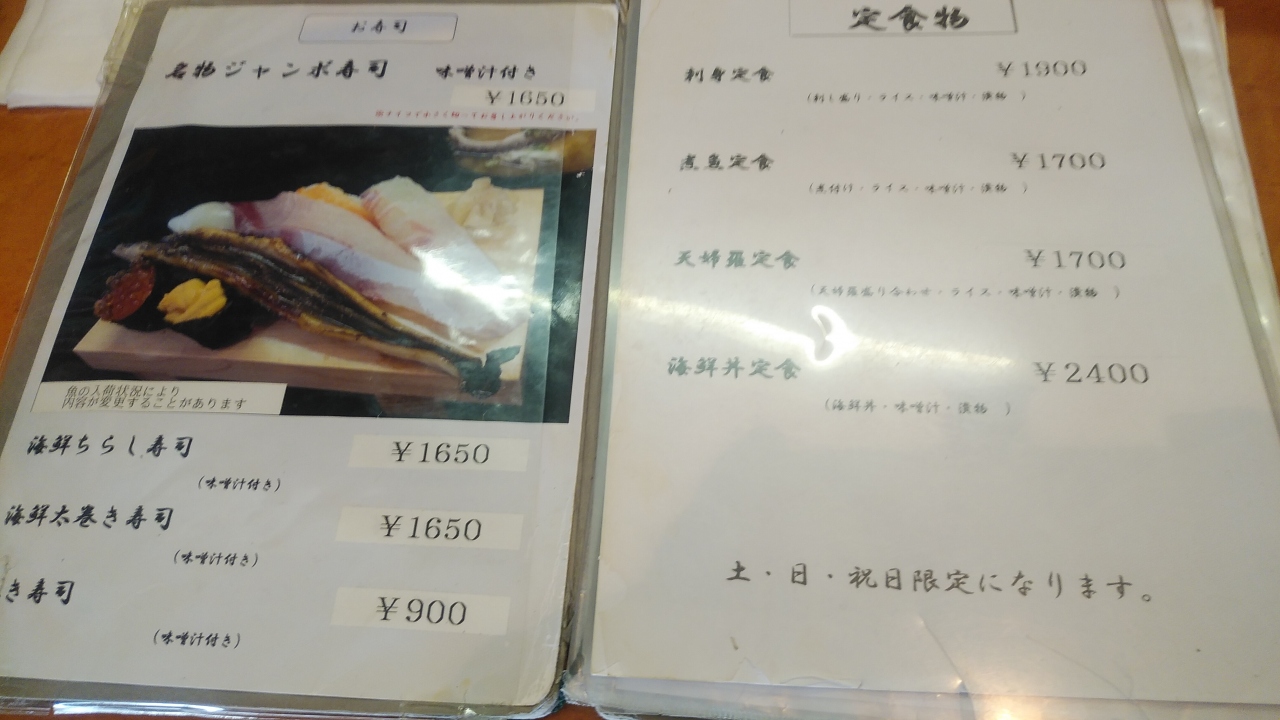 お寿司
名物ジャンボ寿司 味噌汁付き
￥1650
魚の入荷状況により
内容が変更することがあります
海鮮ちらし寿司 ￥1650
(味噌汁付き)
海鮮太巻き寿司 ￥1650
(味噌汁付き)
き寿司 ￥900
(味噌汁付き)
定食物
刺身定食 ￥1900
(刺し盛り・ライス・味噌汁・漬物 )
煮魚定食 ￥1700
(煮付け・ライス・味噌汁・漬物 )
天婦羅定食 ￥1700
(天婦羅盛り合わせ・ライス・味噌汁・漬物 )
海鮮丼定食 ￥2400
(海鮮丼・味噌汁・漬物 )
土・日・祝日限定になります。